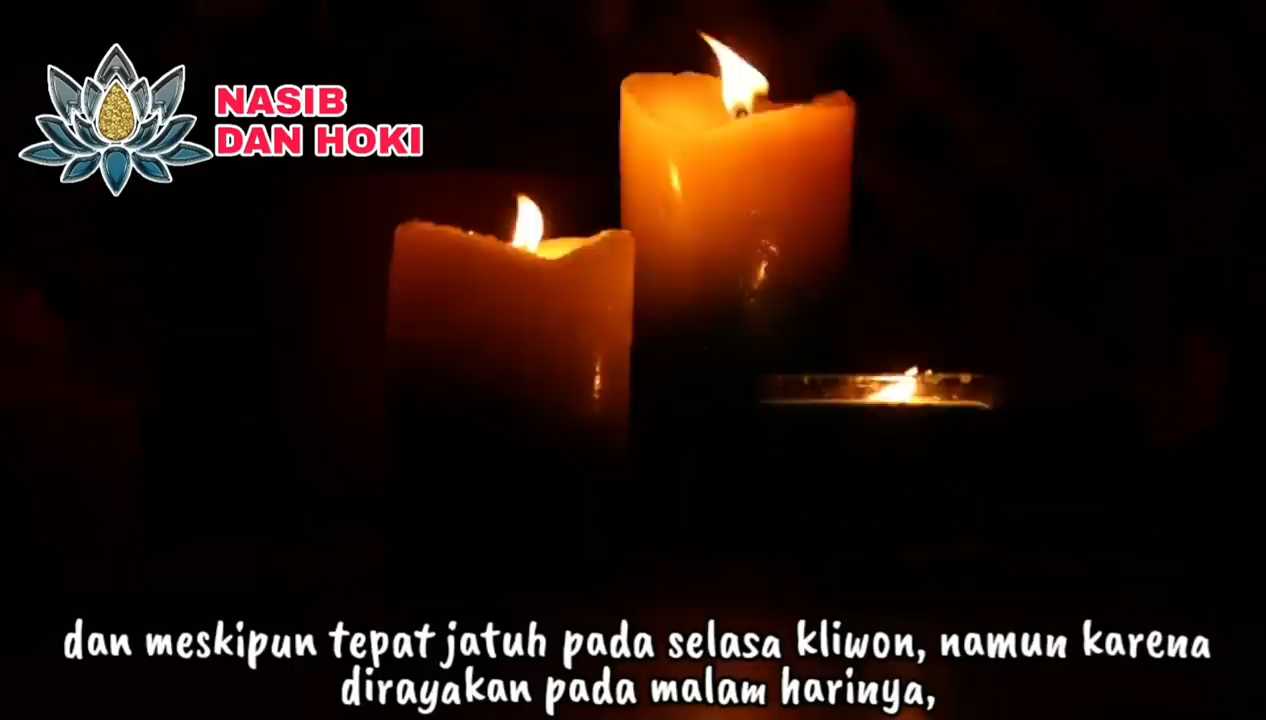 NASIB
DAN HOKI
dan meskipun tepat jatuh pada selasa kliwon, namun karena
dirayakan pada malam harinya,